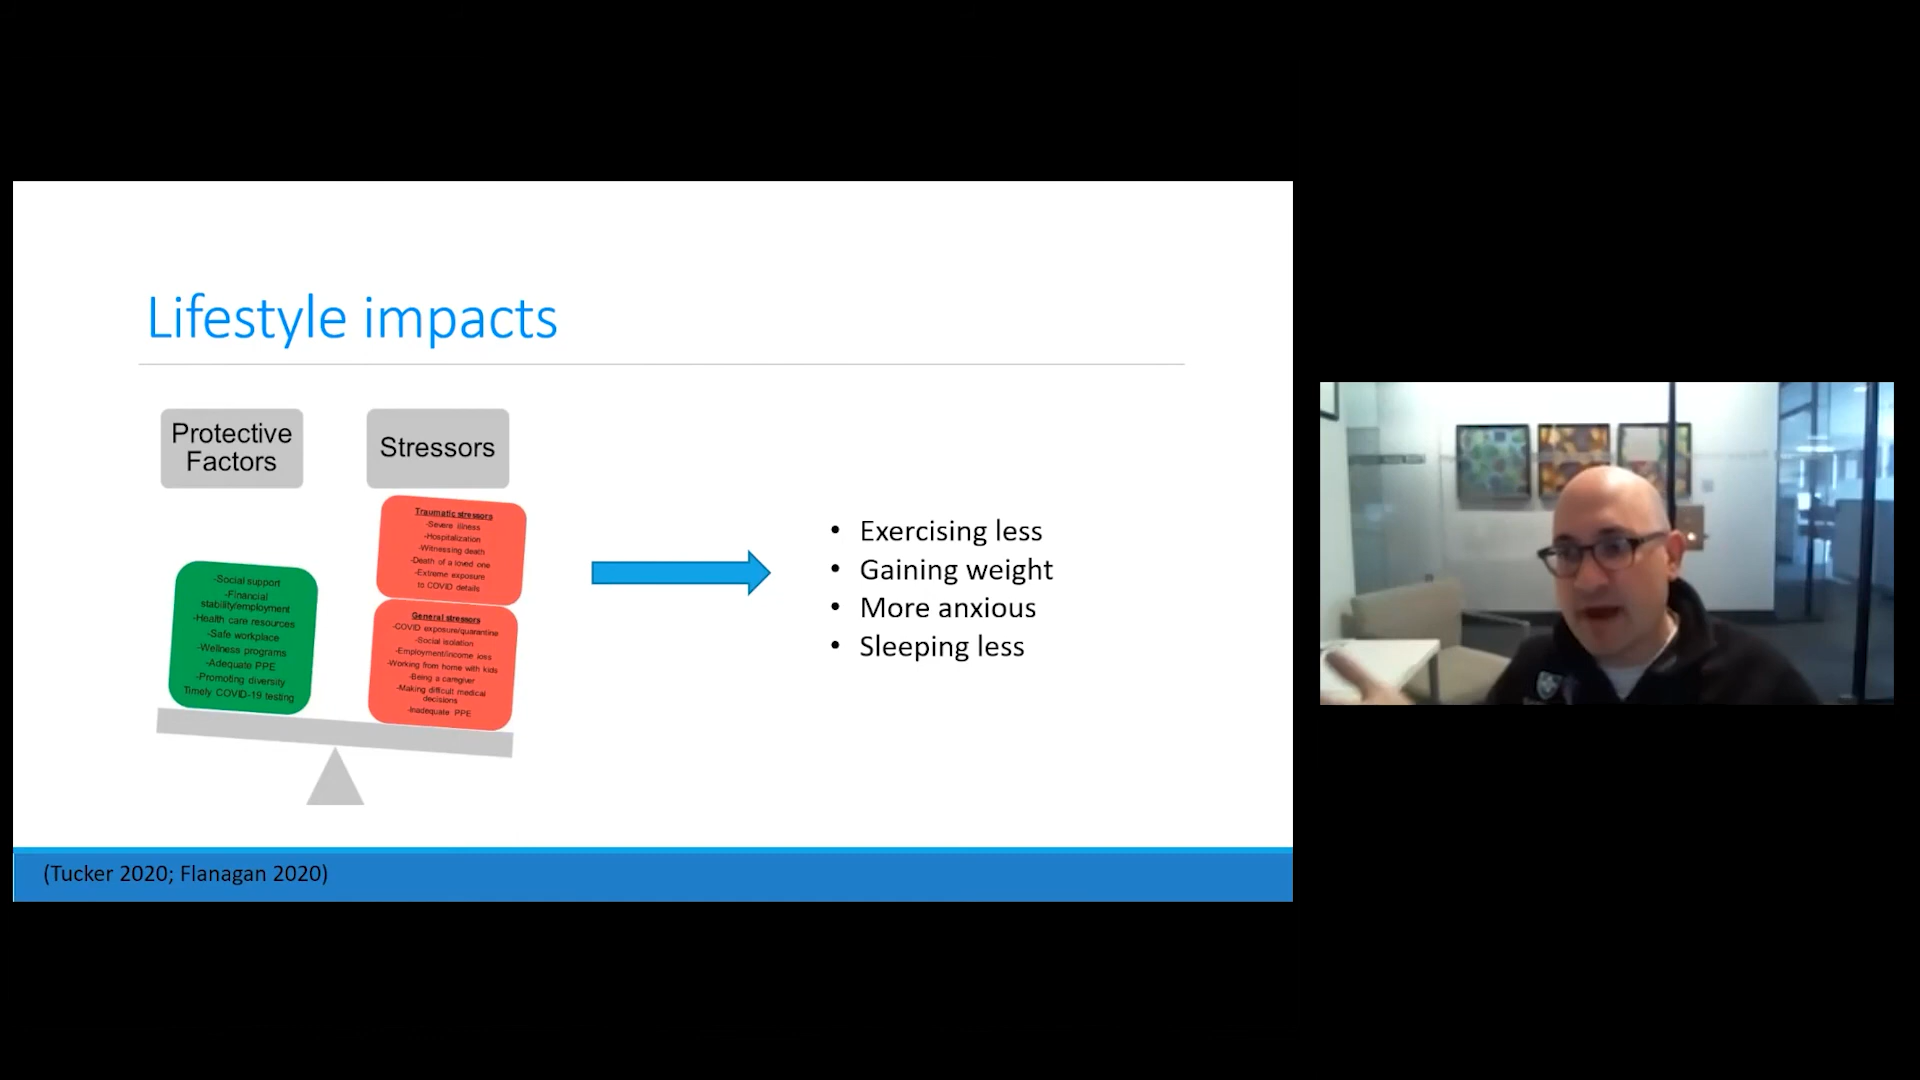 Lifestyle impacts
Protective
Factors
Stressors
Traumatic stressors
-Severe illness
-Hospitalization
-Witnessing death
-Death of a loved one
-Extreme exposure
to COVID details
-Social support
-Financial
stability/employment
-Health care resources
-Safe workplace
-Wellness programs
-Adequate PPE
-Promoting diversity
Timely COVID-19 testing
General stressors
-COVID exposure/quarantine
-Social isolation
-Employment/income loss
-Working from home with kids
-Being a caregiver
-Making difficult medical
decisions
-Inadequate PPE
• Exercising less
• Gaining weight
• More anxious
• Sleeping less
(Tucker 2020; Flanagan 2020)